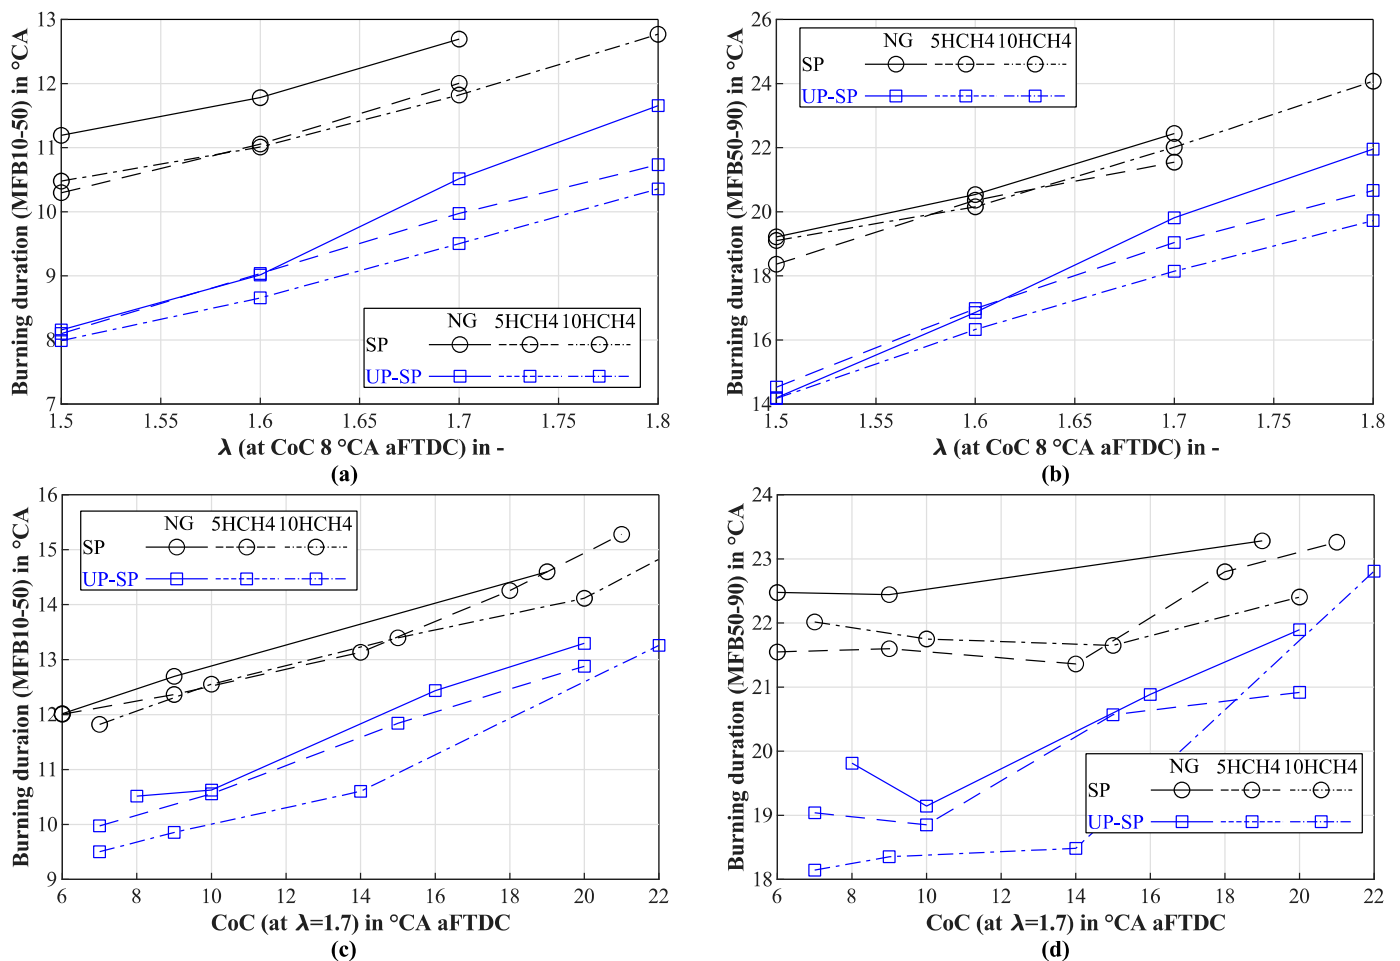 Burning duration (MFB10-50) in °CA
13
12
11
10
9
8
7
1.5
1.55
1.6
1.65
1.7
1.75
1.8
NG 5HCH4 10HCH4
SP
UP-SP
λ (at CoC 8 °CA aFTDC) in -
(a)
Burning duration (MFB50-90) in °CA
26
24
22
20
18
16
14
1.5
1.55
1.6
1.65
1.7
1.75
1.8
NG 5HCH4 10HCH4
SP
UP-SP
λ (at CoC 8 °CA aFTDC) in -
(b)
Burning duraion (MFB10-50) in °CA
16
15
14
13
12
11
10
9
6
8
10
12
14
16
18
20
22
NG 5HCH4 10HCH4
SP
UP-SP
CoC (at λ=1.7) in °CA aFTDC
(c)
Burning duration (MFB50-90) in °CA
24
23
22
21
20
19
18
6
8
10
12
14
16
18
20
22
NG 5HCH4 10HCH4
SP
UP-SP
CoC (at λ=1.7) in °CA aFTDC
(d)